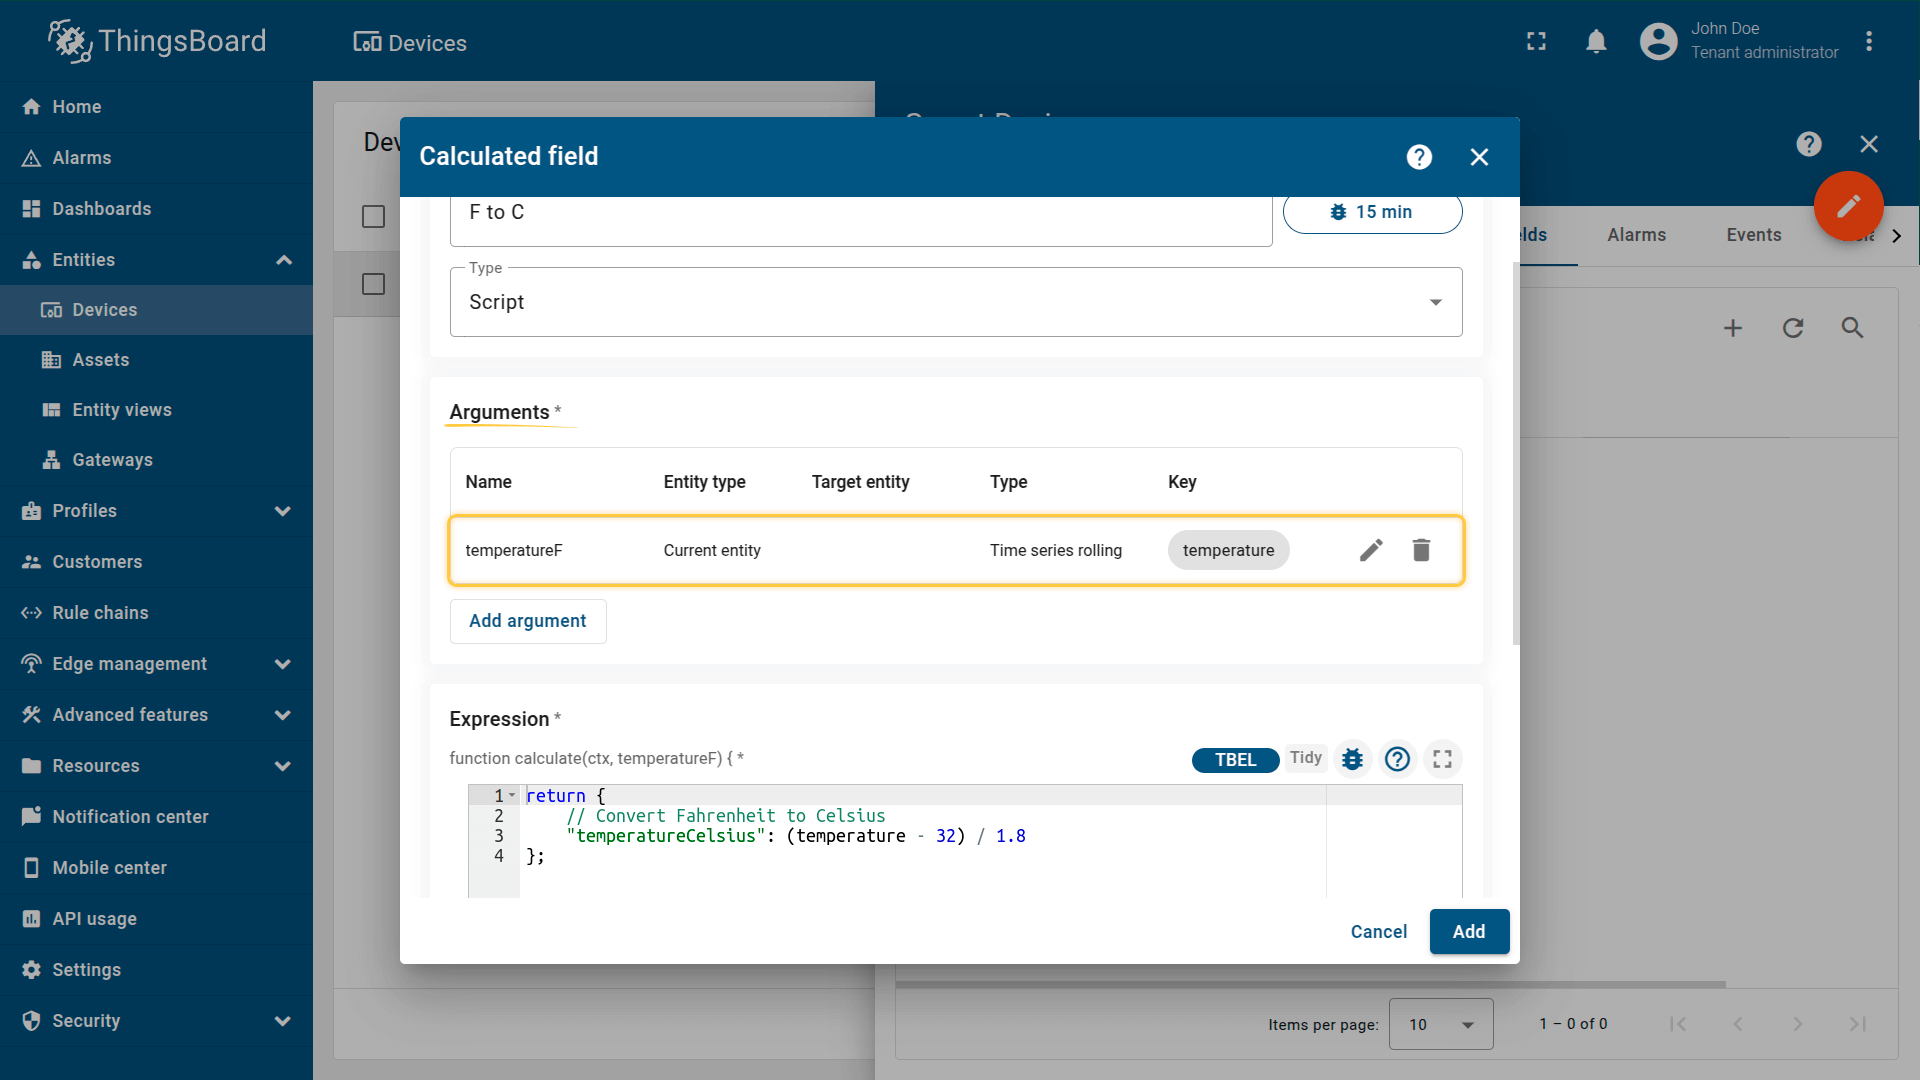 ThingsBoard
Devices
John Doe
Tenant administrator
Home
Alarms
Dashboards
Entities
Devices
Assets
Entity views
Gateways
Profiles
Customers
Rule chains
Edge management
Advanced features
Resources
Notification center
Mobile center
API usage
Settings
Security
Calculated field
F to C
15 min
Type
Script
Arguments *
Name Entity type Target entity Type Key
temperatureF Current entity Time series rolling temperature
Add argument
Expression *
function calculate(ctx, temperatureF) { *
TBEL Tidy
1 return {
2 // Convert Fahrenheit to Celsius
3 "temperatureCelsius": (temperature - 32) / 1.8
4 };
Cancel Add
Alarms Events
Items per page: 10 1 – 0 of 0